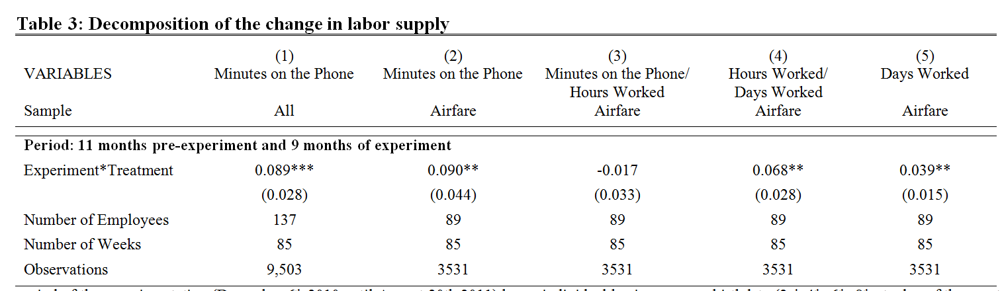 Table 3: Decomposition of the change in labor supply
(1) (2) (3) (4) (5)
VARIABLES Minutes on the Phone Minutes on the Phone Minutes on the Phone/ Hours Worked/ Days Worked
Hours Worked Days Worked
Sample All Airfare Airfare Airfare Airfare
Period: 11 months pre-experiment and 9 months of experiment
Experiment*Treatment 0.089*** 0.090** -0.017 0.068** 0.039**
(0.028) (0.044) (0.033) (0.028) (0.015)
Number of Employees 137 89 89 89 89
Number of Weeks 85 85 85 85 85
Observations 9,503 3531 3531 3531 3531